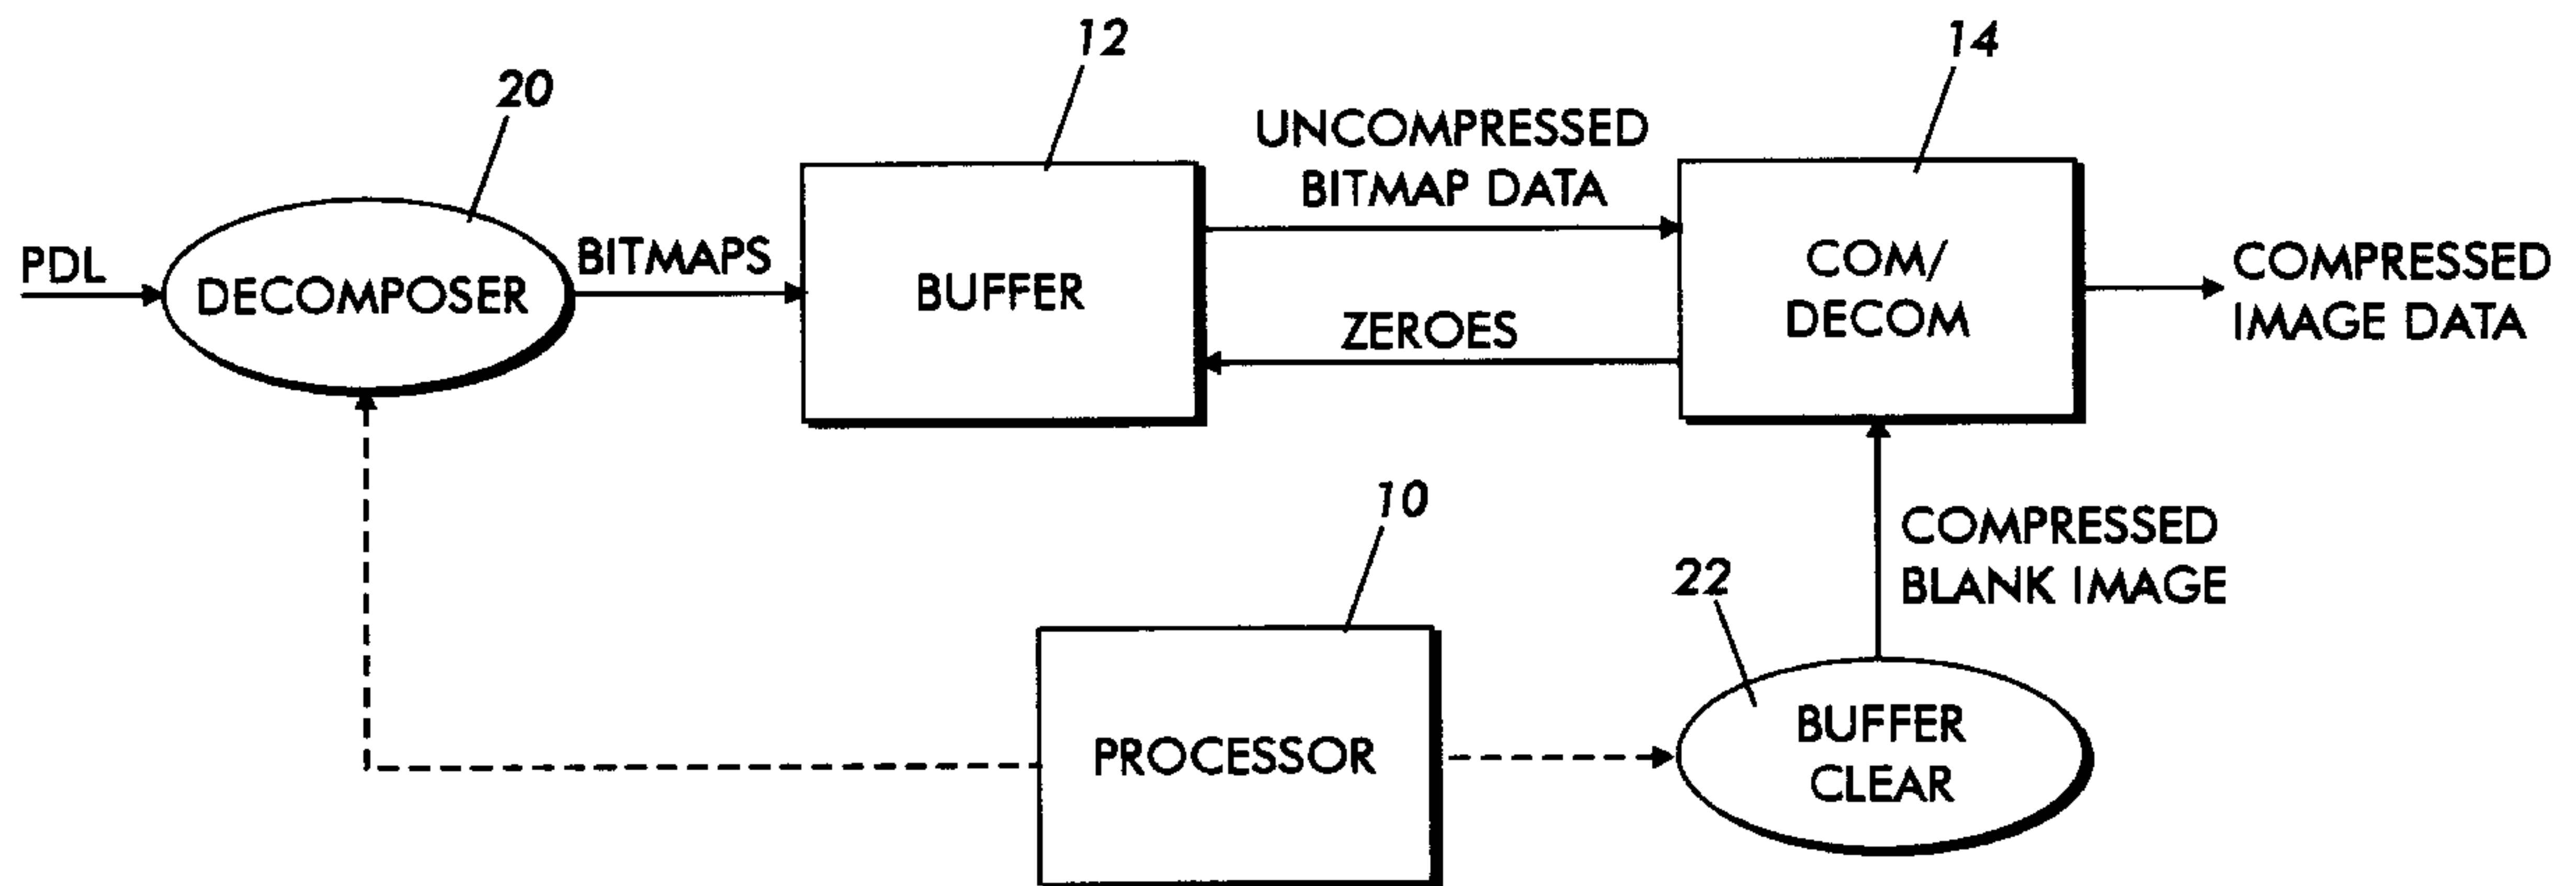 12
14
20
UNCOMPRESSED
BITMAP DATA
PDL
DECOMPOSER
BITMAPS
BUFFER
ZEROES
COM/
DECOM
COMPRESSED
IMAGE DATA
10
COMPRESSED
BLANK IMAGE
22
PROCESSOR
BUFFER
CLEAR